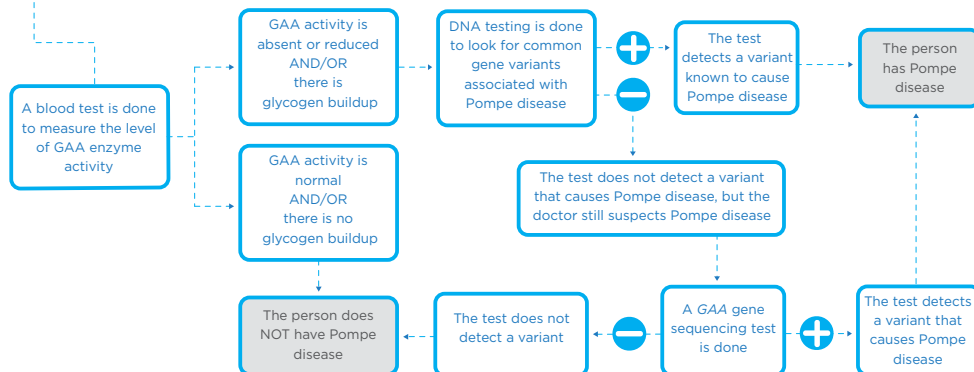 A blood test is done
to measure the level
of GAA enzyme
activity
GAA activity is
absent or reduced
AND/OR
there is
glycogen buildup
DNA testing is done
to look for common
gene variants
associated with
Pompe disease
The test
detects a variant
known to cause
Pompe disease
The person
has Pompe
disease
GAA activity is
normal
AND/OR
there is no
glycogen buildup
The test does not detect a variant
that causes Pompe disease, but the
doctor still suspects Pompe disease
The person does
NOT have Pompe
disease
The test does not
detect a variant
A GAA gene
sequencing test
is done
The test detects
a variant that
causes Pompe
disease